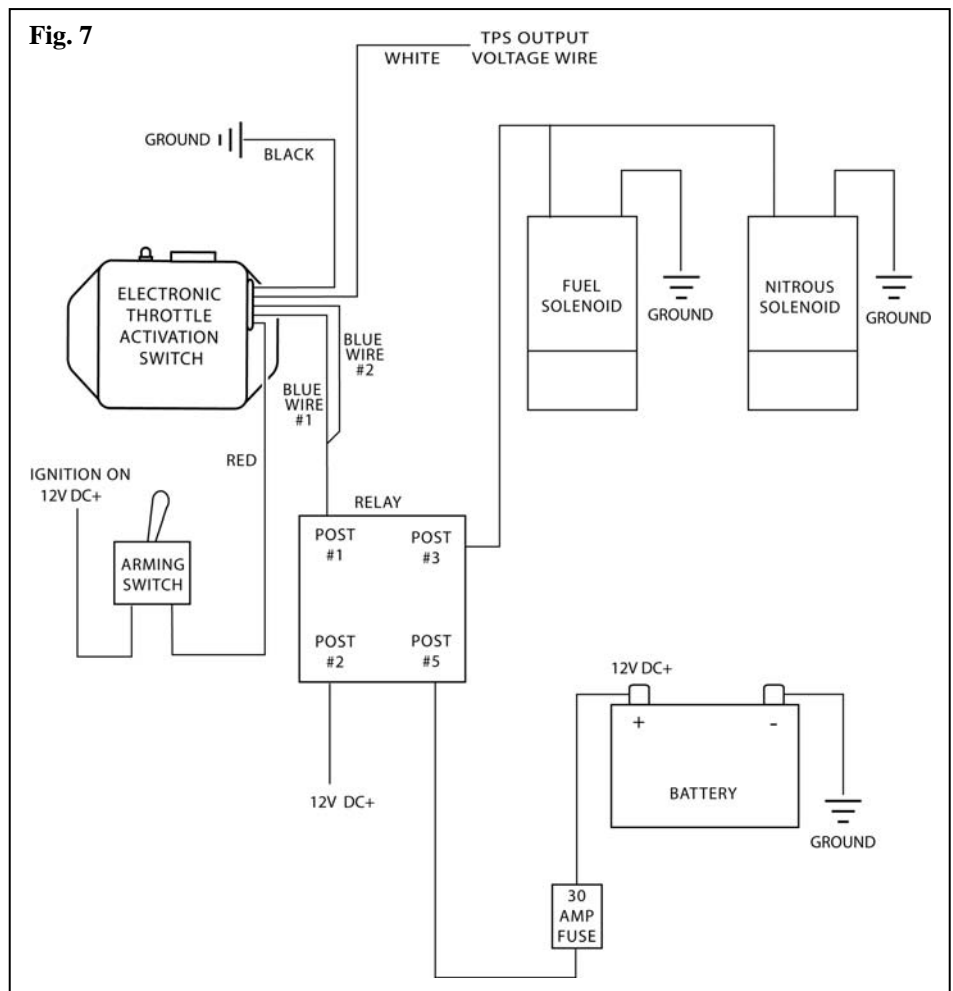 Fig. 7
TPS OUTPUT
VOLTAGE WIRE
WHITE
GROUND
BLACK
ELECTRONIC
THROTTLE
ACTIVATION
SWITCH
BLUE
WIRE
#2
BLUE
WIRE
#1
RED
FUEL
SOLENOID
GROUND
NITROUS
SOLENOID
GROUND
IGNITION ON
12V DC+
ARMING
SWITCH
RELAY
POST
#1
POST
#3
POST
#2
POST
#5
12V DC+
12V DC+
+
-
BATTERY
GROUND
30
AMP
FUSE